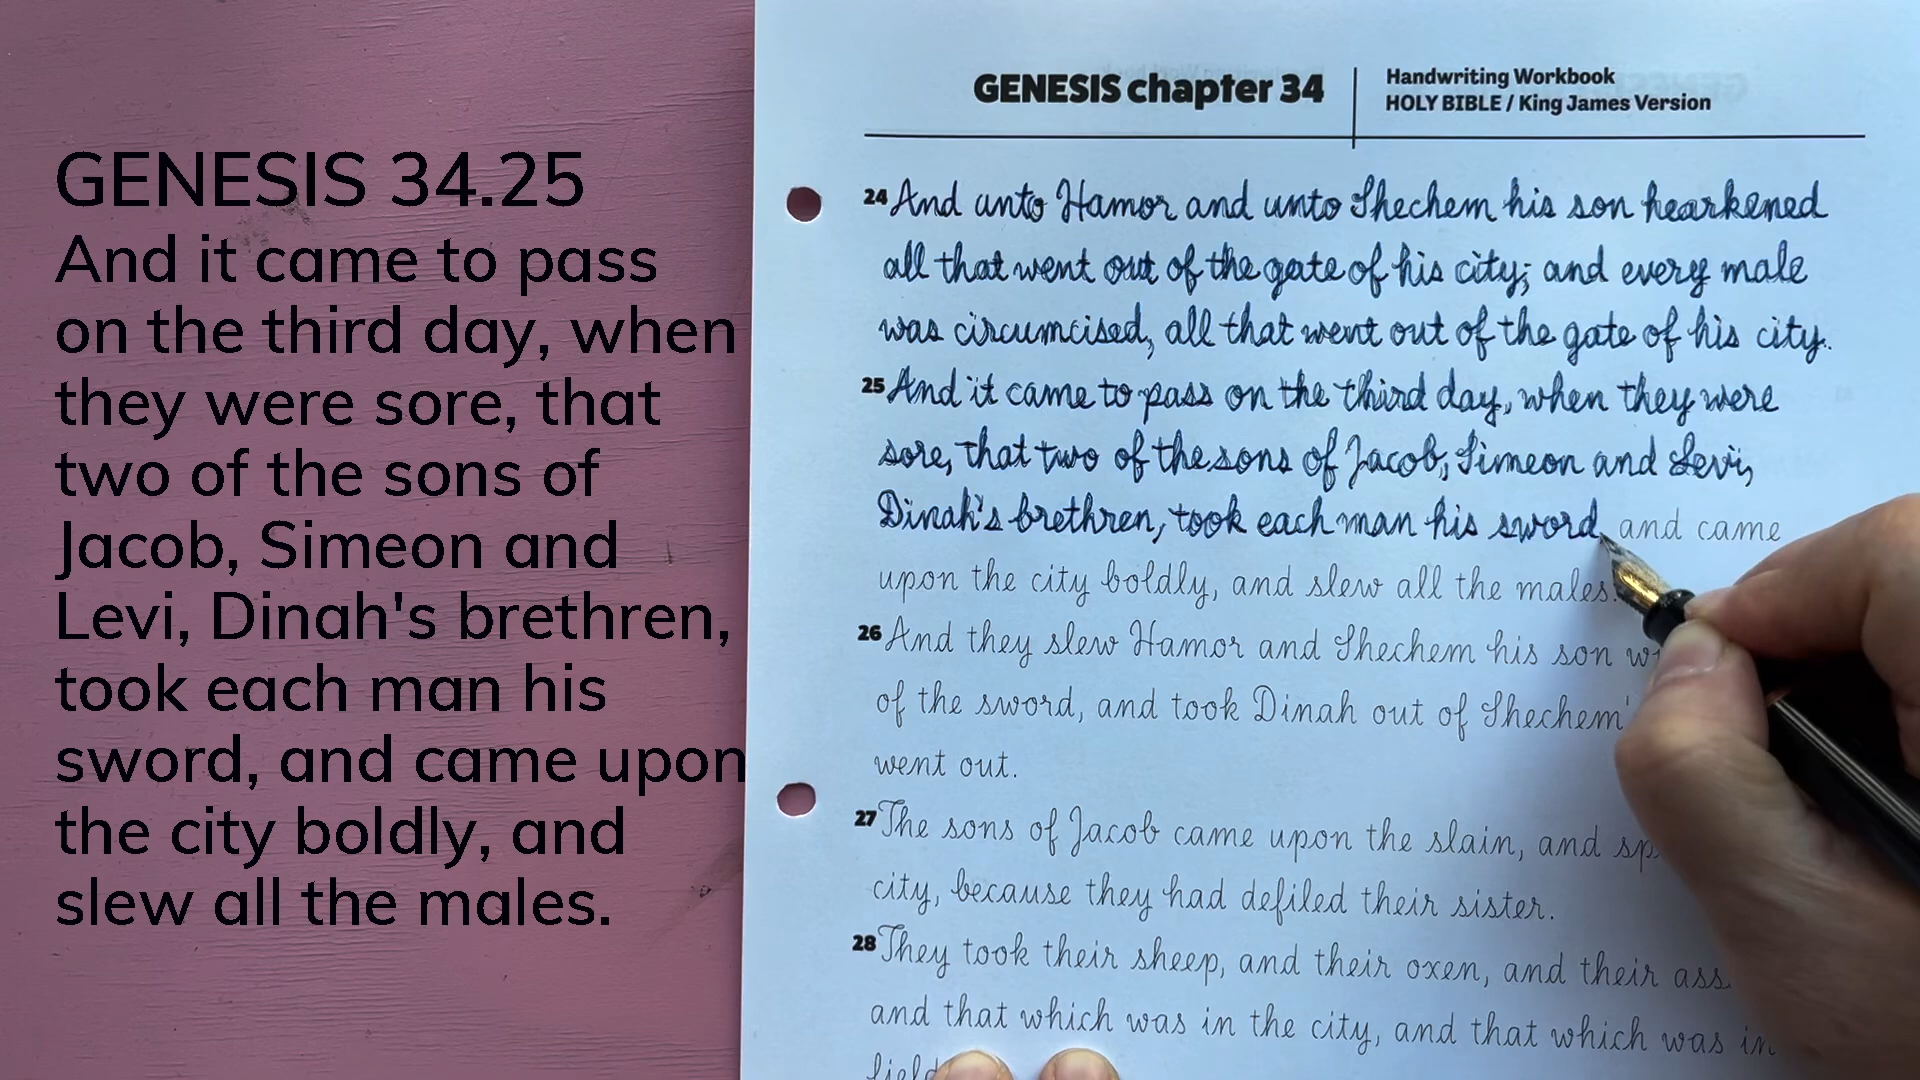 GENESIS 34.25
And it came to pass
on the third day, when
they were sore, that
two of the sons of
Jacob, Simeon and
Levi, Dinah's brethren,
took each man his
sword, and came upon
the city boldly, and
slew all the males.
GENESIS chapter 34
Handwriting Workbook
HOLY BIBLE / King James Version
24 And unto Hamor and unto Shechem his son hearkened
all that went out of the gate of his city; and every male
was circumcised, all that went out of the gate of his city.
25 And it came to pass on the third day, when they were
sore, that two of the sons of Jacob, Simeon and Levi,
Dinah's brethren, took each man his sword, and came
upon the city boldly, and slew all the males.
26 And they slew Hamor and Shechem his son
of the sword, and took Dinah out of Shechem'
went out.
27 The sons of Jacob came upon the slain, and
city, because they had defiled their sister.
28 They took their sheep, and their oxen, and their
and that which was in the city, and that which was in